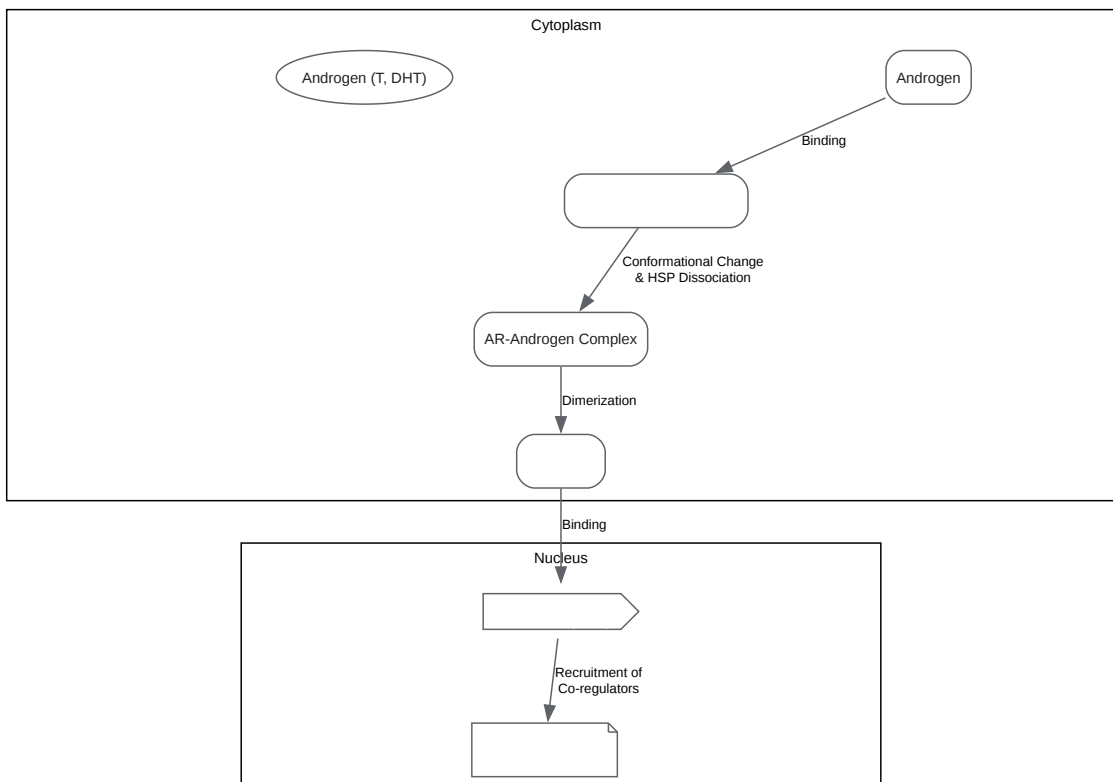 Cytoplasm
Androgen (T, DHT)
Androgen
Binding
Conformational Change
& HSP Dissociation
AR-Androgen Complex
Dimerization
Binding
Nucleus
Recruitment of
Co-regulators